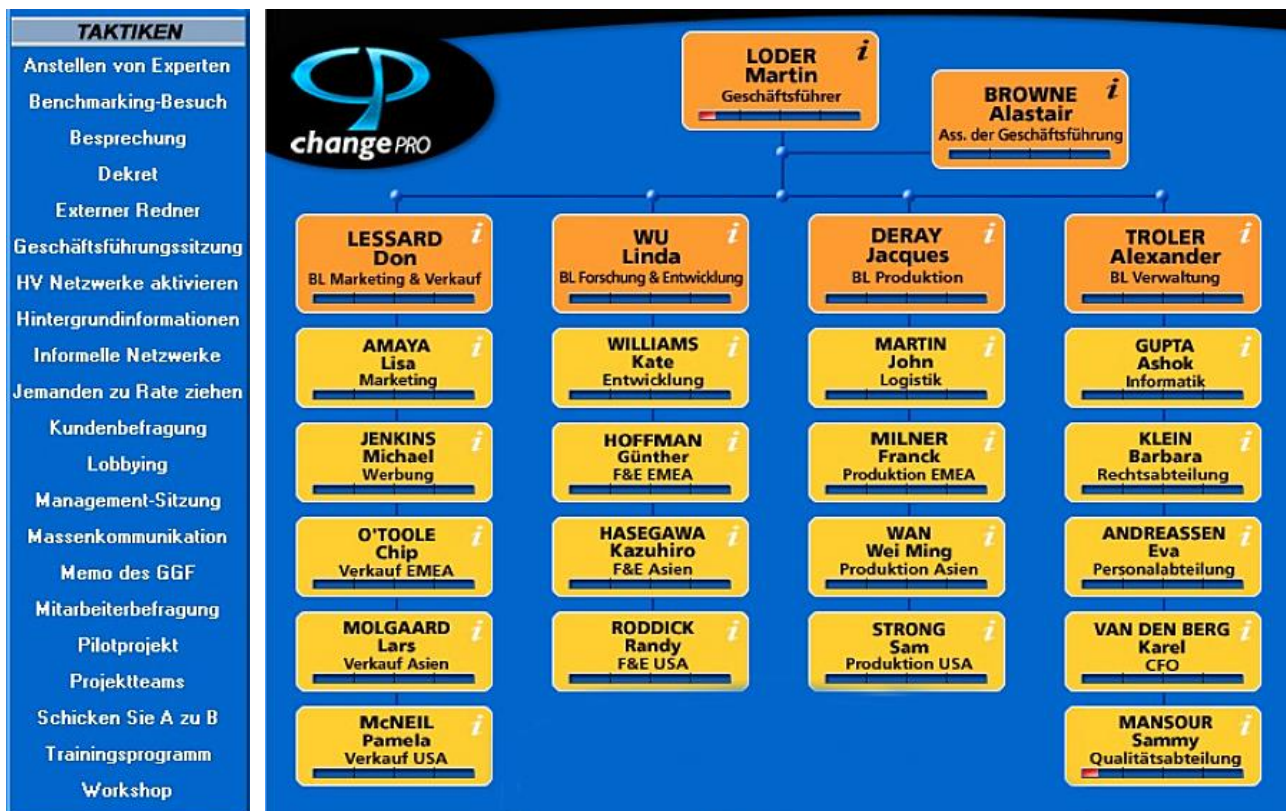 TAKTIKEN
Anstellen von Experten
Benchmarking-Besuch
Besprechung
Dekret
Externer Redner
Geschäftsführungssitzung
HV Netzwerke aktivieren
Hintergrundinformationen
Informelle Netzwerke
Jemanden zu Rate ziehen
Kundenbefragung
Lobbying
Management-Sitzung
Massenkommunikation
Memo des GGF
Mitarbeiterbefragung
Pilotprojekt
Projektteams
Schicken Sie A zu B
Trainingsprogramm
Workshop
change PRO
LODER i
Martin
Geschäftsführer
BROWNE i
Alastair
Ass. der Geschäftsführung
LESSARD i
Don
BL Marketing & Verkauf
AMAYA i
Lisa
Marketing
JENKINS i
Michael
Werbung
O'TOOLE i
Chip
Verkauf EMEA
MOLGAARD i
Lars
Verkauf Asien
McNEIL i
Pamela
Verkauf USA
WU i
Linda
BL Forschung & Entwicklung
WILLIAMS i
Kate
Entwicklung
HOFFMAN i
Günther
F&E EMEA
HASEGAWA i
Kazuhiro
F&E Asien
RODDICK i
Randy
F&E USA
DERAY i
Jacques
BL Produktion
MARTIN i
John
Logistik
MILNER i
Franck
Produktion EMEA
WAN i
Wei Ming
Produktion Asien
STRONG i
Sam
Produktion USA
TROLER i
Alexander
BL Verwaltung
GUPTA i
Ashok
Informatik
KLEIN i
Barbara
Rechtsabteilung
ANDREASSEN i
Eva
Personalabteilung
VAN DEN BERG i
Karel
CFO
MANSOUR i
Sammy
Qualitätsabteilung